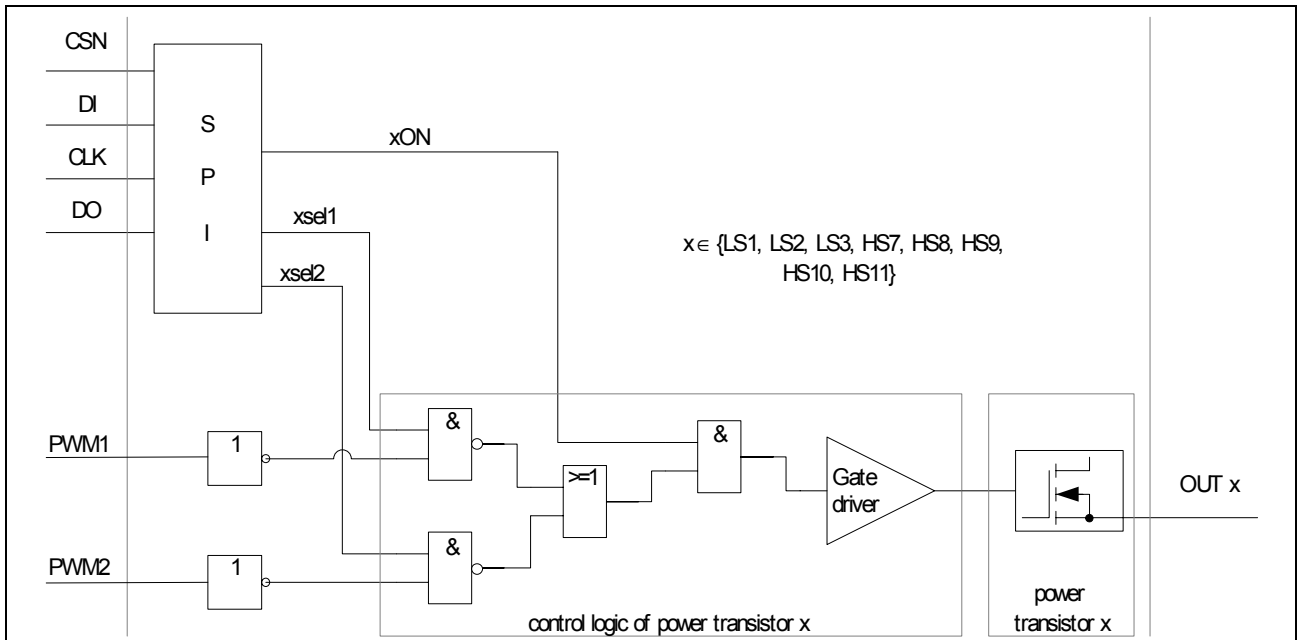 CSN
DI
CLK
DO
S
P
I
xON
xsel1
xsel2
x ∈ {LS1, LS2, LS3, HS7, HS8, HS9,
HS10, HS11}
PWM1
1
&
&
>=1
Gate
driver
OUT x
PWM2
1
&
control logic of power transistor x
power
transistor x